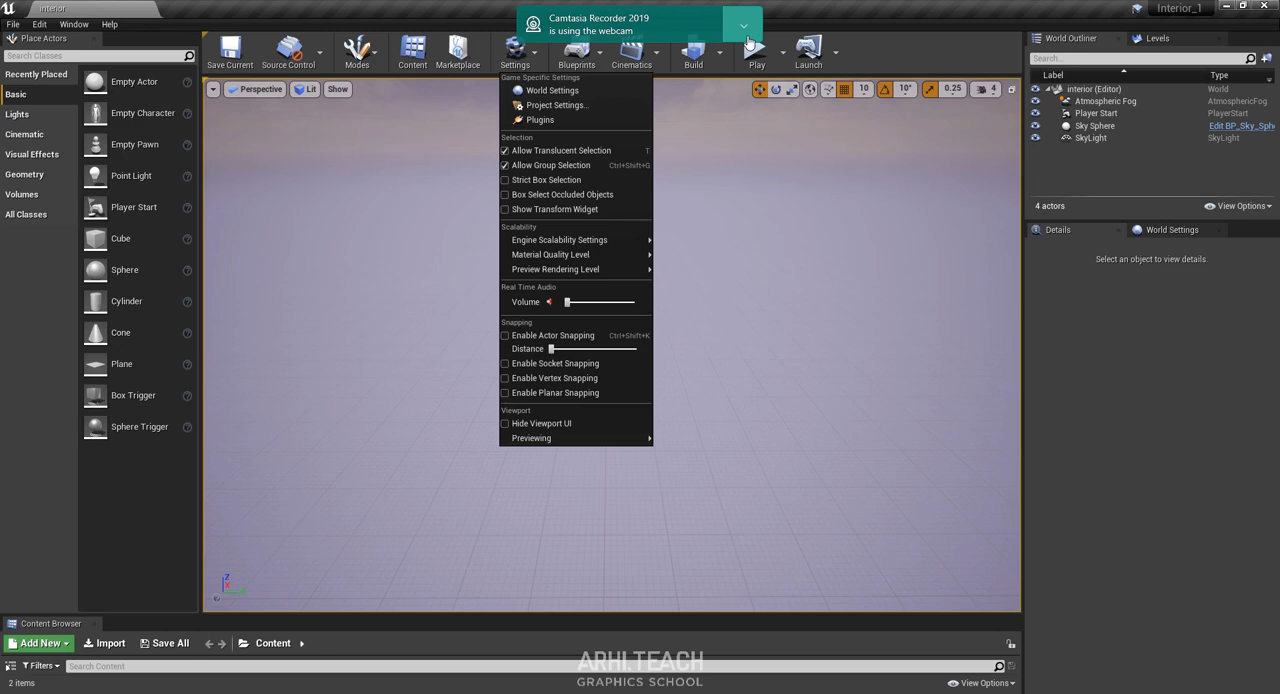 interior
Interior_1
File Edit Window Help
Camtasia Recorder 2019
is using the webcam
Place Actors
Search Classes
Recently Placed
Basic
Lights
Cinematic
Visual Effects
Geometry
Volumes
All Classes
Empty Actor
Empty Character
Empty Pawn
Point Light
Player Start
Cube
Sphere
Cylinder
Cone
Plane
Box Trigger
Sphere Trigger
Save Current Source Control Modes Content Marketplace Settings Blueprints Cinematics Build Play Launch
Perspective Lit Show
10 10° 0.25 4
Game Specific Settings
World Settings
Project Settings...
Plugins
Selection
Allow Translucent Selection T
Allow Group Selection Ctrl+Shift+G
Strict Box Selection
Box Select Occluded Objects
Show Transform Widget
Scalability
Engine Scalability Settings
Material Quality Level
Preview Rendering Level
Real Time Audio
Volume
Snapping
Enable Actor Snapping Ctrl+Shift+K
Distance
Enable Socket Snapping
Enable Vertex Snapping
Enable Planar Snapping
Viewport
Hide Viewport UI
Previewing
Z
X
World Outliner Levels
Search...
Label Type
interior (Editor) World
Atmospheric Fog AtmosphericFog
Player Start PlayerStart
Sky Sphere Edit BP_Sky_Sph
SkyLight SkyLight
4 actors View Options
Details World Settings
Select an object to view details.
Content Browser
Add New Import Save All Content
Filters Search Content
2 items View Options
ARHI.TEACH
GRAPHICS SCHOOL